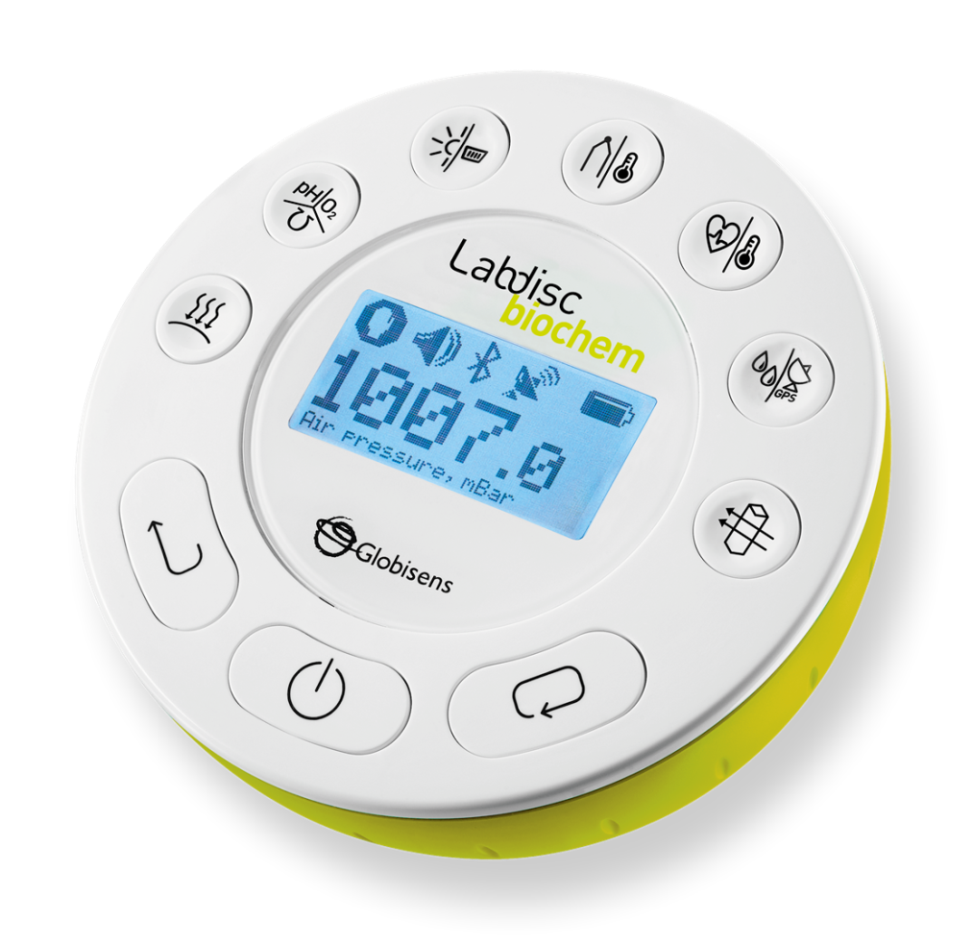 pH/O₂
Labdisc
biochem
1007.0
Air Pressure, mBar
GPS
Globisens